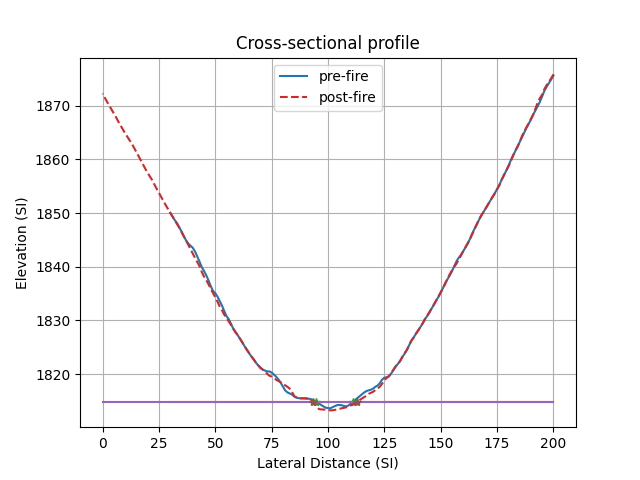 Cross-sectional profile
pre-fire
post-fire
1870
1860
1850
1840
1830
1820
Elevation (SI)
0 25 50 75 100 125 150 175 200
Lateral Distance (SI)